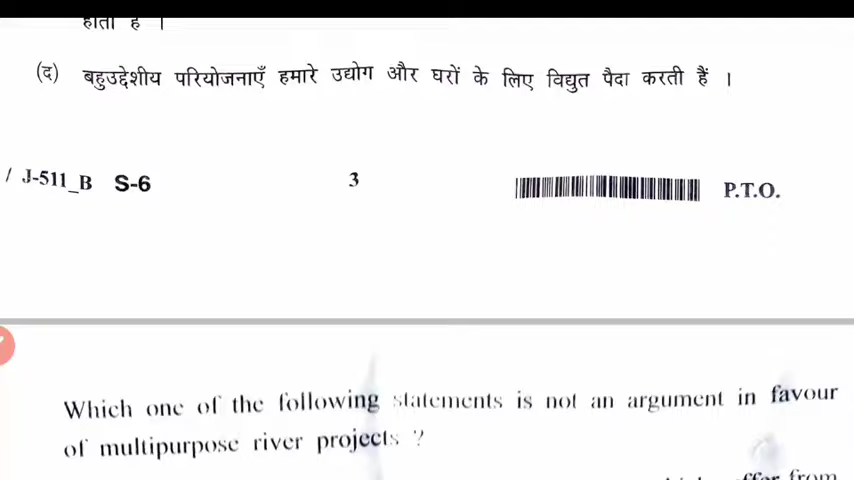 होता है ।
(द) बहुउद्देशीय परियोजनाएँ हमारे उद्योग और घरों के लिए विद्युत पैदा करती हैं ।
/ J-511_B S-6 3 P.T.O.
Which one of the following statements is not an argument in favour
of multipurpose river projects ?
from